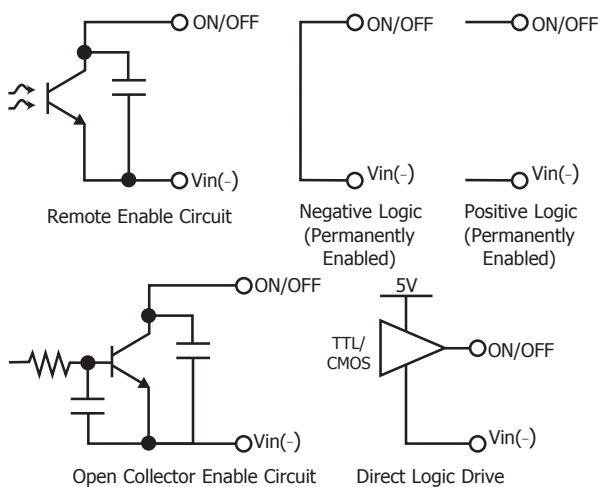 ON/OFF
Vin(-)
Remote Enable Circuit
ON/OFF
Vin(-)
Negative Logic
(Permanently
Enabled)
ON/OFF
Vin(-)
Positive Logic
(Permanently
Enabled)
ON/OFF
Vin(-)
Open Collector Enable Circuit
5V
TTL/
CMOS
ON/OFF
Vin(-)
Direct Logic Drive